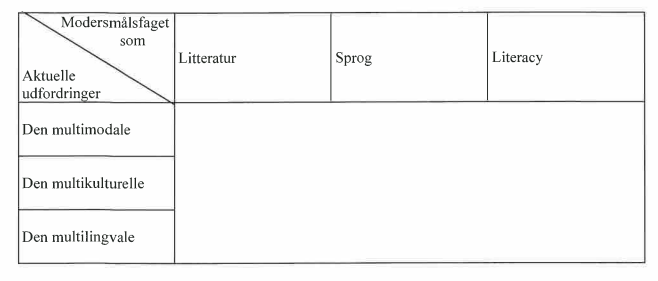 Modersmålsfaget
som
Aktuelle
udfordringer
Litteratur
Sprog
Literacy
Den multimodale
Den multikulturelle
Den multilingvale